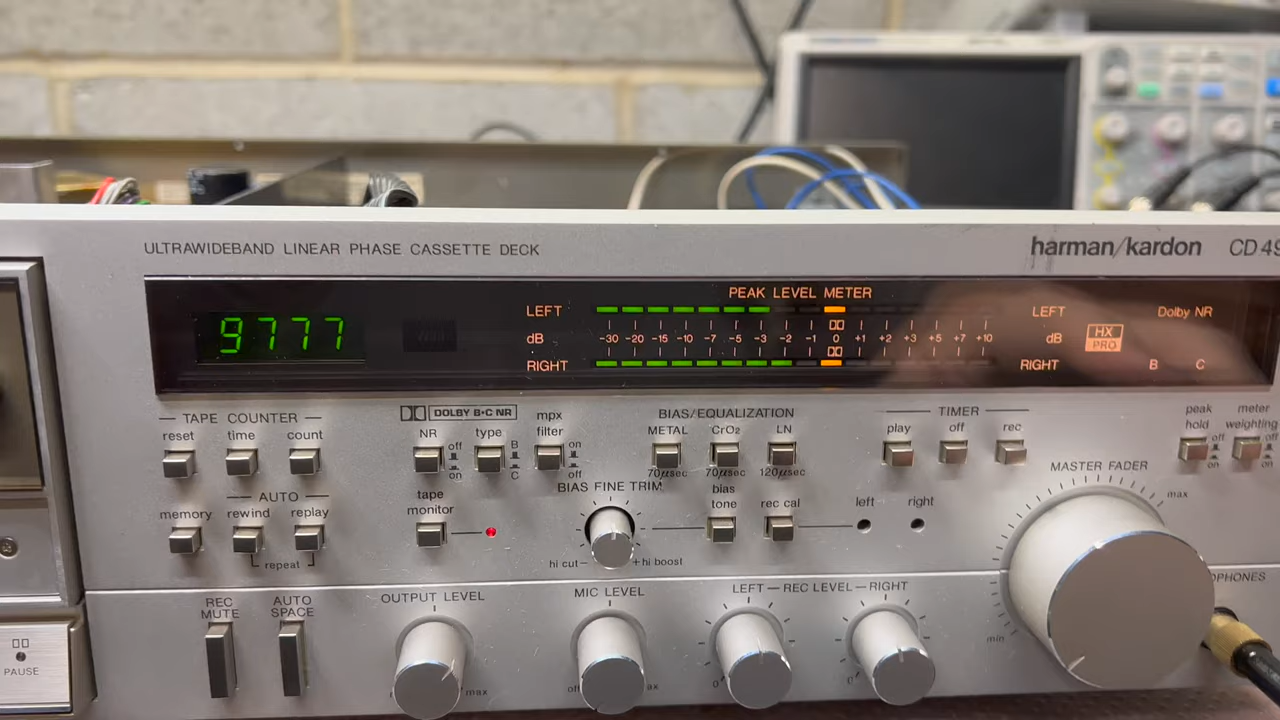 ULTRAWIDEBAND LINEAR PHASE CASSETTE DECK
harman/kardon CD 49
PEAK LEVEL METER
9777
LEFT
LEFT
Dolby NR
dB
-30 -20 -15 -10 -7 -5 -3 -2 -1 0 +1 +2 +3 +5 +7 +10
dB
HX
PRO
RIGHT
RIGHT
B C
TAPE COUNTER
reset time count
DOLBY B·C NR
NR
off
on
type
B
C
mpx
filter
on
off
BIAS/EQUALIZATION
METAL CrO2 LN
70µsec 70µsec 120µsec
TIMER
play off rec
peak
hold
off
on
meter
weighting
off
on
AUTO
memory rewind replay
repeat
tape
monitor
BIAS FINE TRIM
hi cut− +hi boost
bias
tone
rec cal
left right
MASTER FADER
min
max
REC
MUTE
AUTO
SPACE
OUTPUT LEVEL
max
MIC LEVEL
LEFT — REC LEVEL — RIGHT
0
0
PAUSE